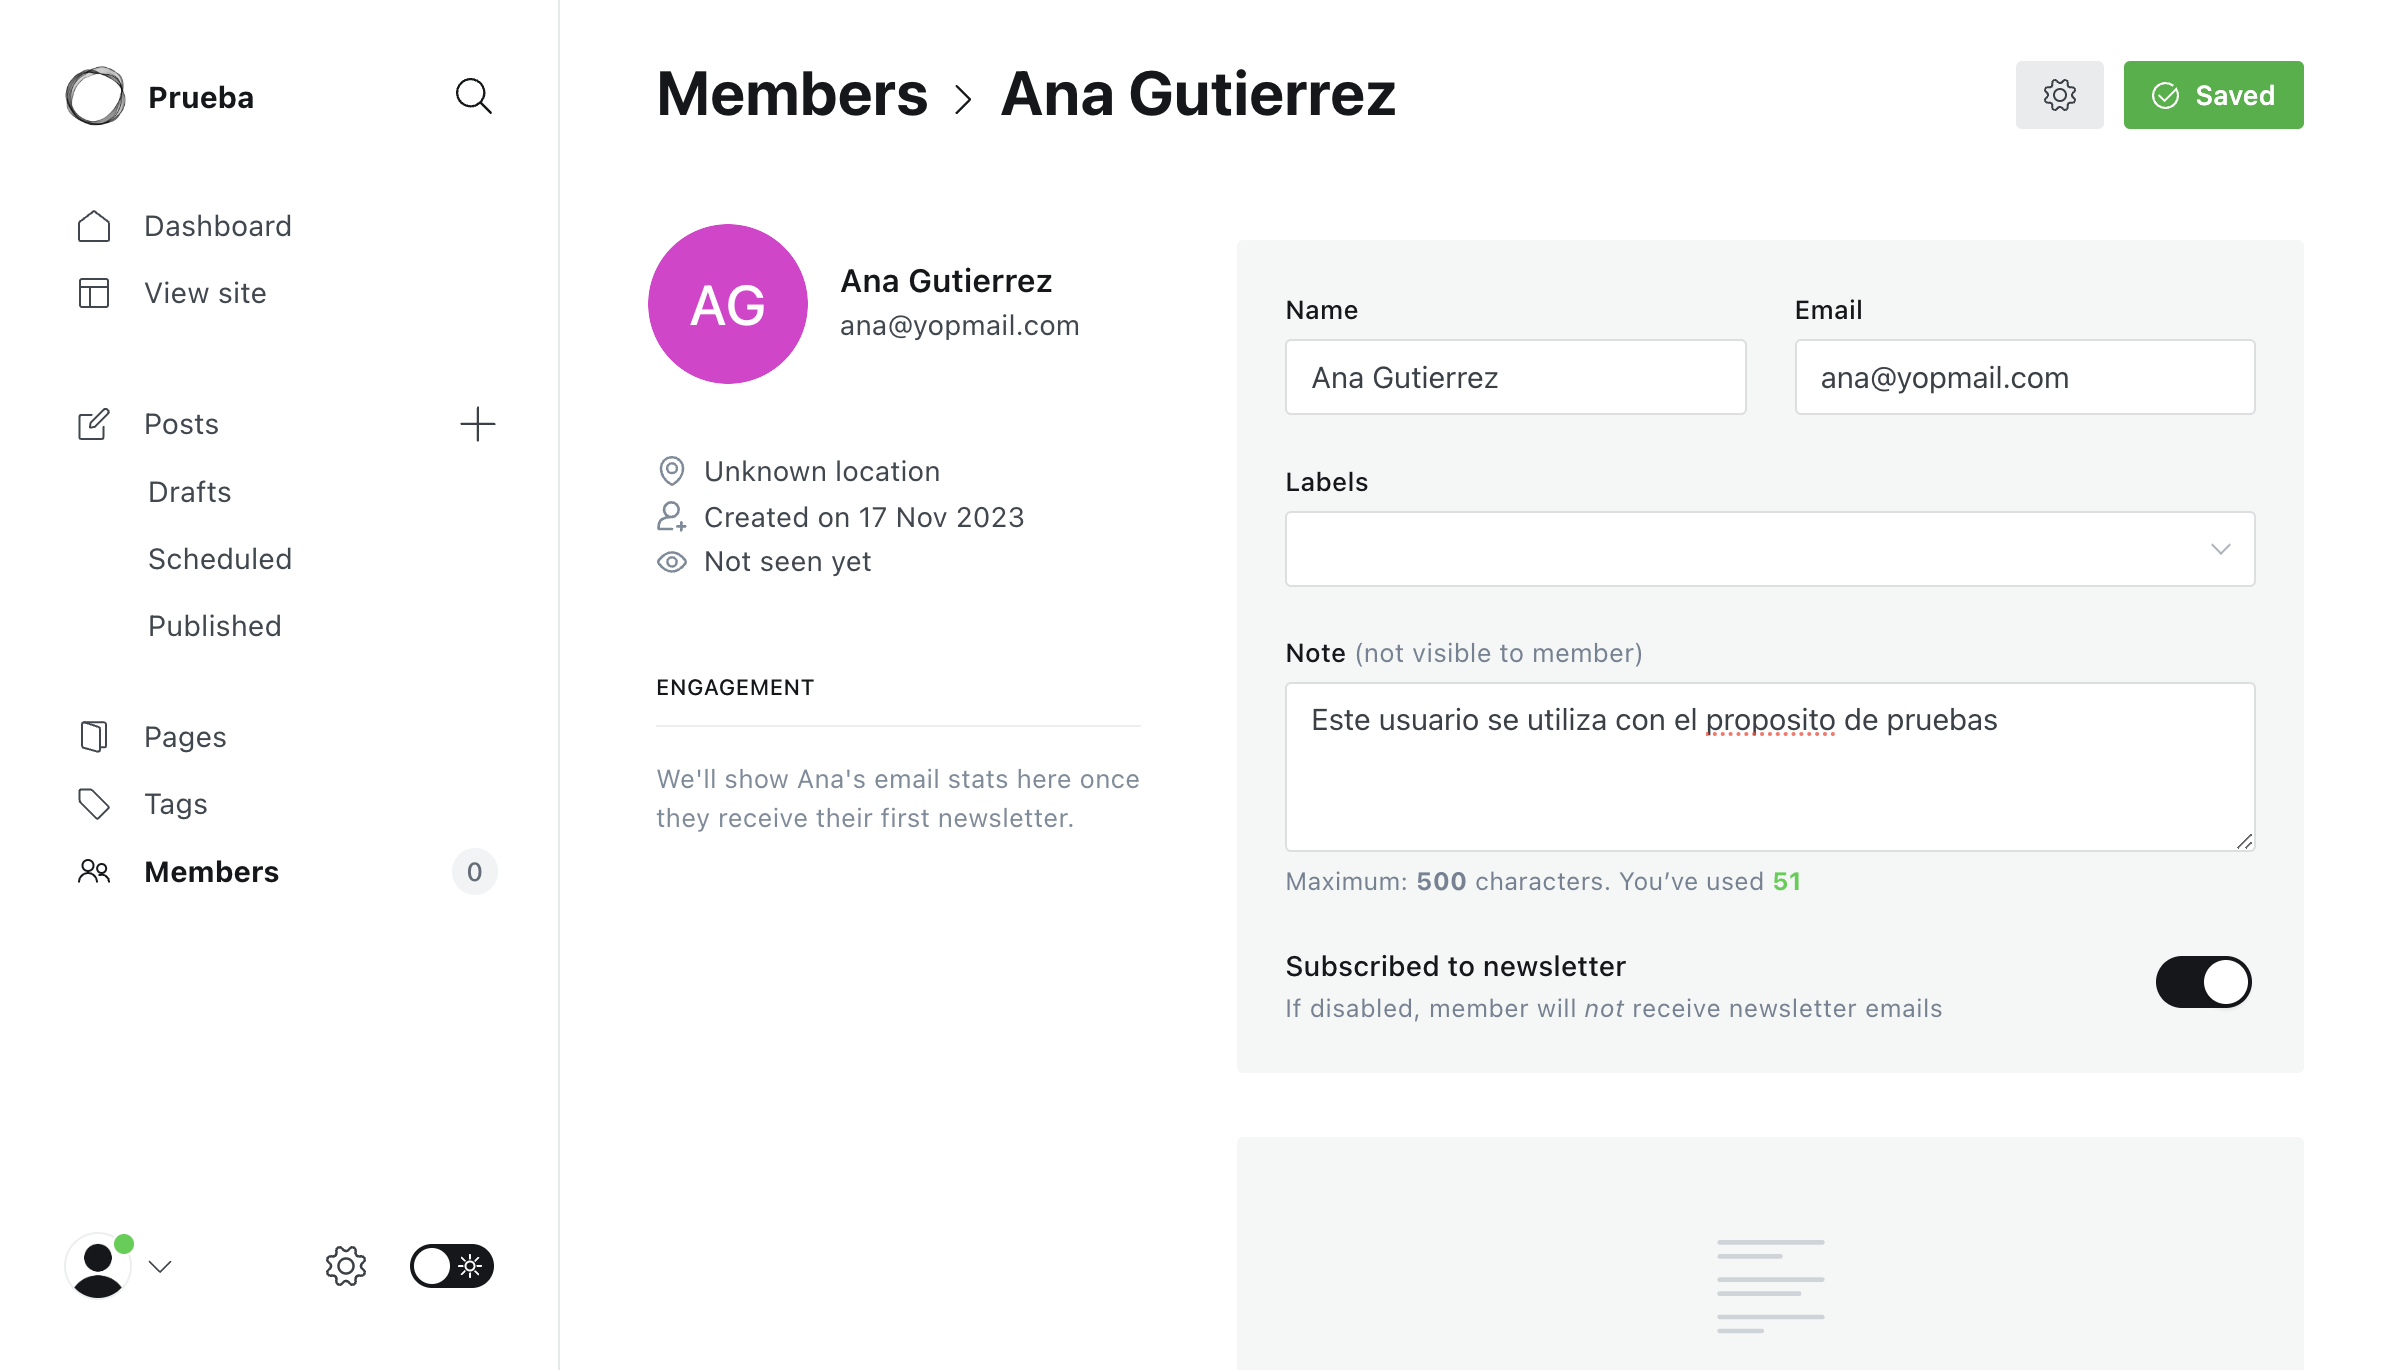 Prueba
Dashboard
View site
Posts
Drafts
Scheduled
Published
Pages
Tags
Members
0
Members > Ana Gutierrez
Saved
AG
Ana Gutierrez
ana@yopmail.com
Unknown location
Created on 17 Nov 2023
Not seen yet
ENGAGEMENT
We'll show Ana's email stats here once
they receive their first newsletter.
Name
Ana Gutierrez
Email
ana@yopmail.com
Labels
Note (not visible to member)
Este usuario se utiliza con el proposito de pruebas
Maximum: 500 characters. You’ve used 51
Subscribed to newsletter
If disabled, member will not receive newsletter emails